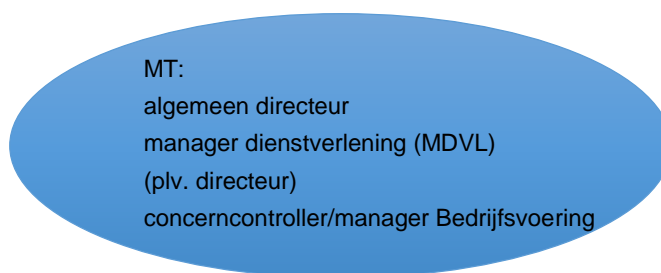 MT:
algemeen directeur
manager dienstverlening (MDVL)
(plv. directeur)
concerncontroller/manager Bedrijfsvoering